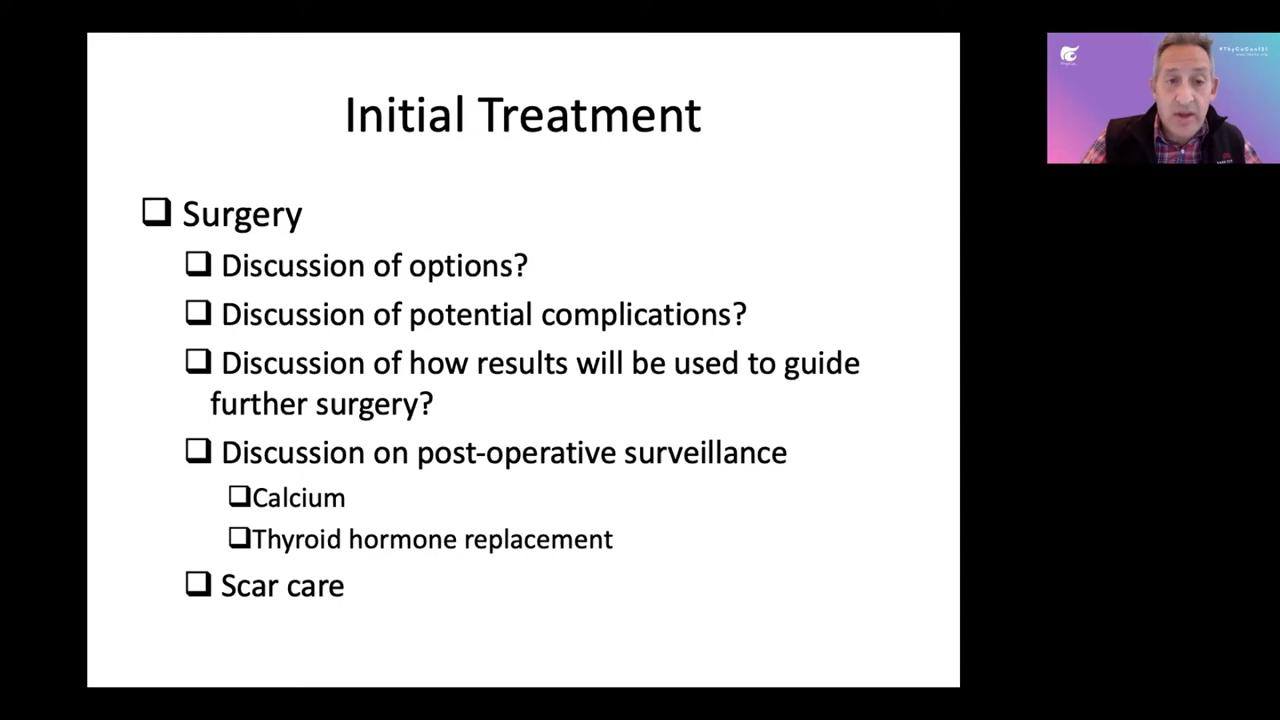 Initial Treatment
❑ Surgery
❑ Discussion of options?
❑ Discussion of potential complications?
❑ Discussion of how results will be used to guide
further surgery?
❑ Discussion on post-operative surveillance
❑Calcium
❑Thyroid hormone replacement
❑ Scar care